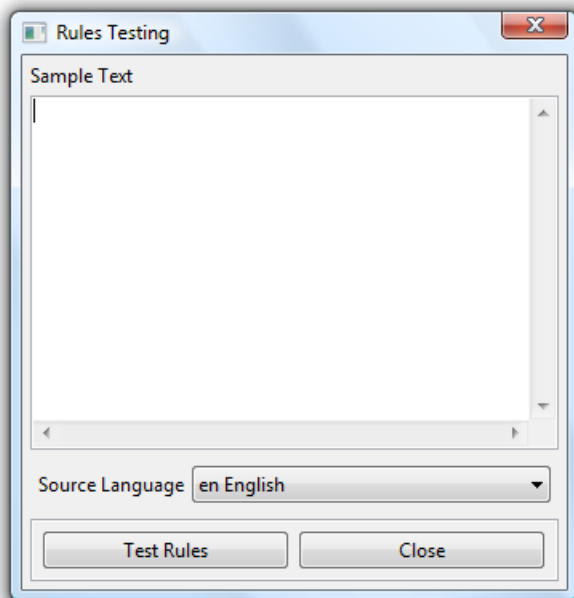 Rules Testing
Sample Text
Source Language en English
Test Rules Close